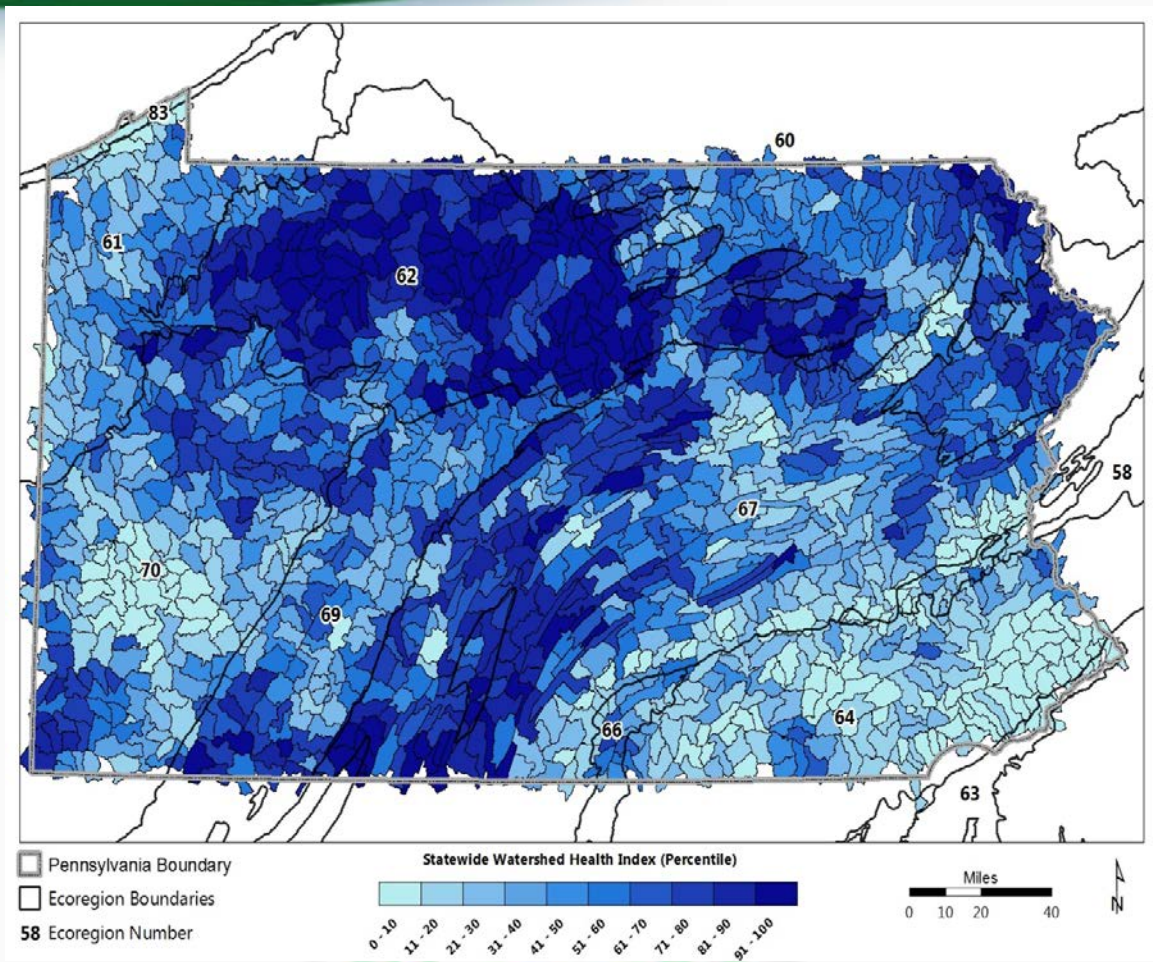 83
60
61
62
58
67
70
69
66
64
63
Pennsylvania Boundary
Ecoregion Boundaries
58 Ecoregion Number
Statewide Watershed Health Index (Percentile)
0 - 10
11 - 20
21 - 30
31 - 40
41 - 50
51 - 60
61 - 70
71 - 80
81 - 90
91 - 100
Miles
0 10 20 40
N